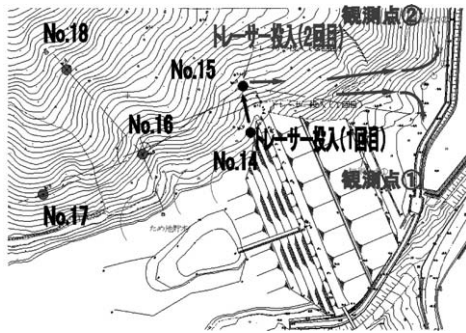 観測点②
No.18
トレーサー投入(2回目)
No.15
No.16
トレーサー投入(1回目)
No.14
観測点①
No.17
ため池貯水